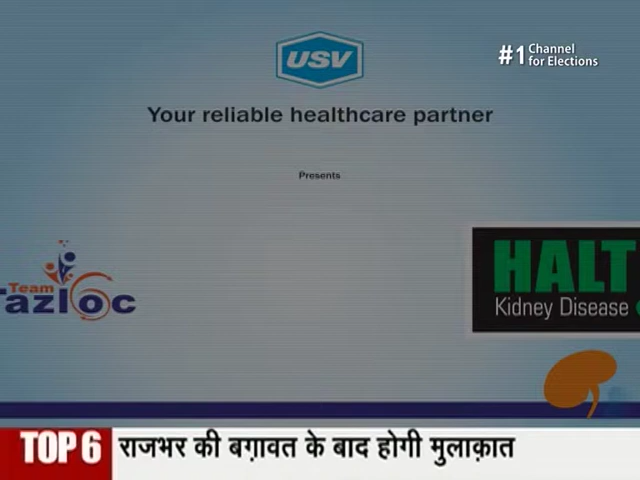 USV
#1 Channel
for Elections
Your reliable healthcare partner
Presents
Team
Tazloc
HALT
Kidney Disease
TOP 6 राजभर की बग़ावत के बाद होगी मुलाक़ात